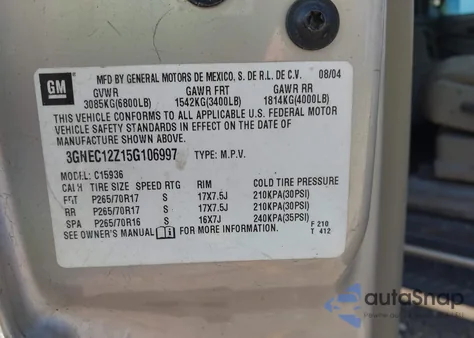 GM
MFD BY GENERAL MOTORS DE MEXICO, S. DE R.L. DE C.V. 08/04
GVWR GAWR FRT GAWR RR
3085KG(6800LB) 1542KG(3400LB) 1814KG(4000LB)
THIS VEHICLE CONFORMS TO ALL APPLICABLE U.S. FEDERAL MOTOR
VEHICLE SAFETY STANDARDS IN EFFECT ON THE DATE OF
MANUFACTURE SHOWN ABOVE.
3GNEC12Z15G106997 TYPE: M.P.V.
MODEL: C15936
TIRE SIZE SPEED RTG RIM COLD TIRE PRESSURE
FRT P265/70R17 S 17X7.5J 210KPA(30PSI)
RR P265/70R17 S 17X7.5J 210KPA(30PSI)
SPA P265/70R16 S 16X7J 240KPA(35PSI)
SEE OWNER'S MANUAL FOR MORE INFORMATION
F 210
T 412
autoSnap